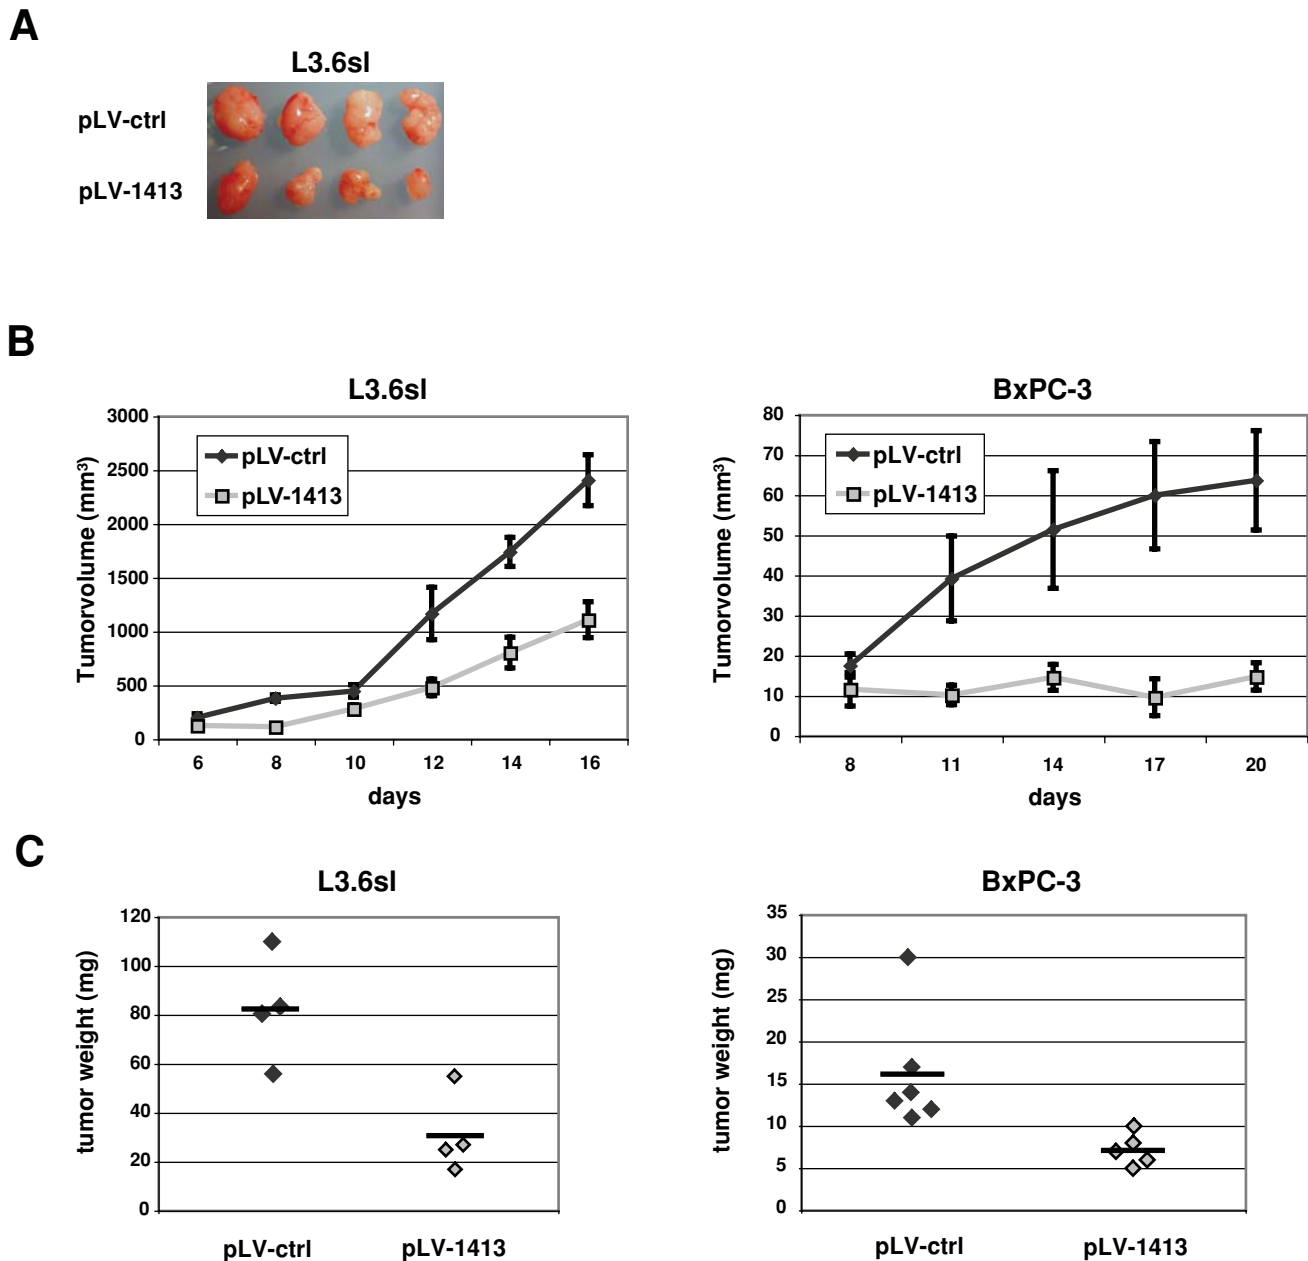 A
L3.6sl
pLV-ctrl
pLV-1413
B
L3.6sl
3000
2500
2000
1500
1000
500
0
Tumorvolume (mm³)
pLV-ctrl
pLV-1413
6 8 10 12 14 16
days
BxPC-3
80
70
60
50
40
30
20
10
0
Tumorvolume (mm³)
pLV-ctrl
pLV-1413
8 11 14 17 20
days
C
L3.6sl
120
100
80
60
40
20
0
tumor weight (mg)
pLV-ctrl pLV-1413
BxPC-3
35
30
25
20
15
10
5
0
tumor weight (mg)
pLV-ctrl pLV-1413